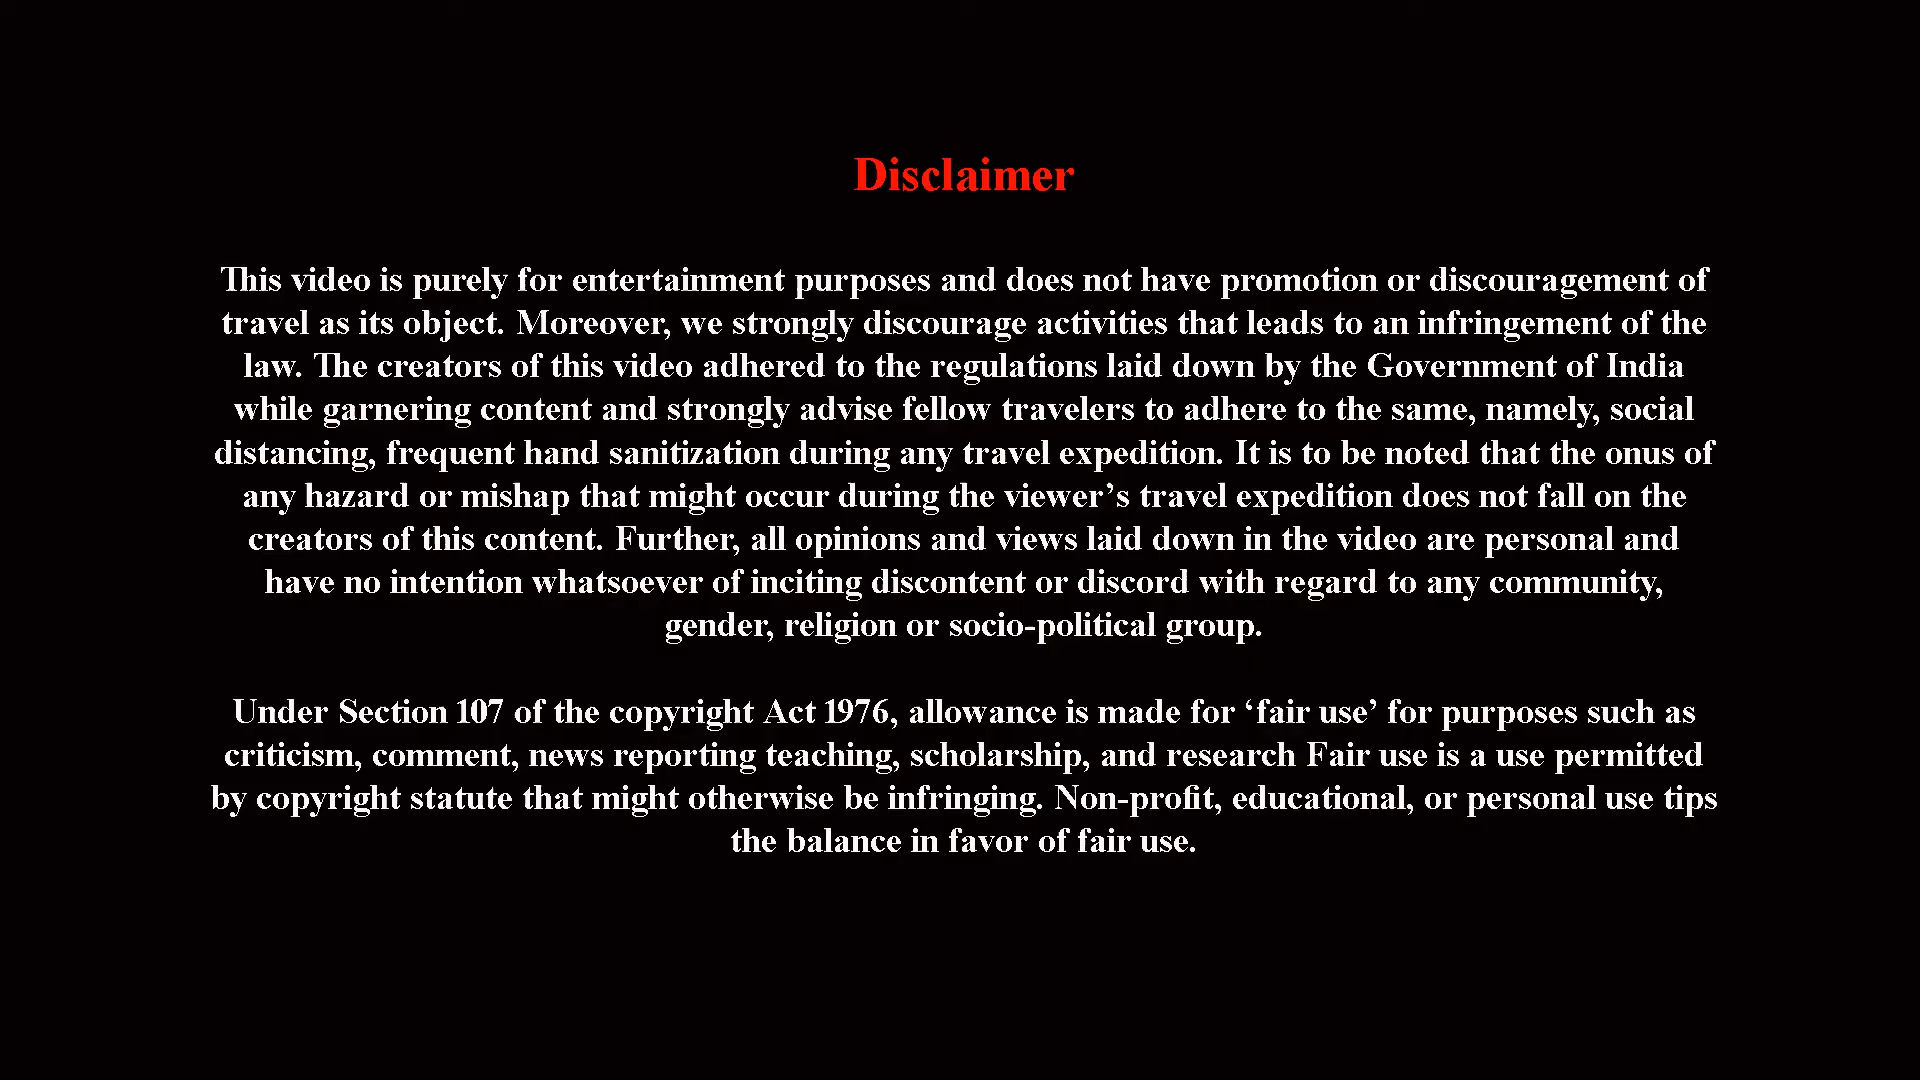 Disclaimer
This video is purely for entertainment purposes and does not have promotion or discouragement of
travel as its object. Moreover, we strongly discourage activities that leads to an infringement of the
law. The creators of this video adhered to the regulations laid down by the Government of India
while garnering content and strongly advise fellow travelers to adhere to the same, namely, social
distancing, frequent hand sanitization during any travel expedition. It is to be noted that the onus of
any hazard or mishap that might occur during the viewer’s travel expedition does not fall on the
creators of this content. Further, all opinions and views laid down in the video are personal and
have no intention whatsoever of inciting discontent or discord with regard to any community,
gender, religion or socio-political group.
Under Section 107 of the copyright Act 1976, allowance is made for ‘fair use’ for purposes such as
criticism, comment, news reporting teaching, scholarship, and research Fair use is a use permitted
by copyright statute that might otherwise be infringing. Non-profit, educational, or personal use tips
the balance in favor of fair use.